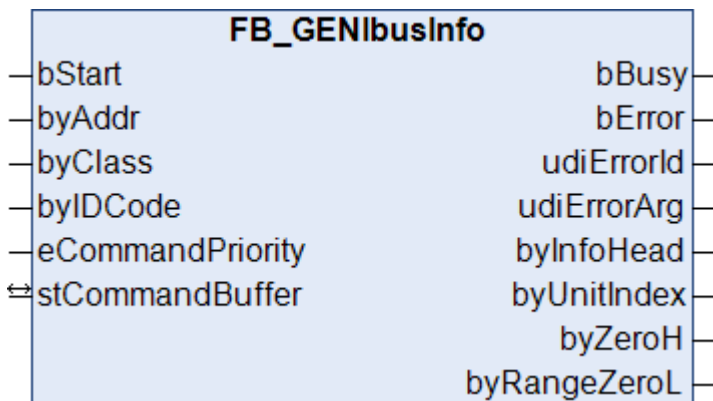 FB_GENIbusInfo
bStart bBusy
byAddr bError
byClass udiErrorId
byIDCode udiErrorArg
eCommandPriority byInfoHead
stCommandBuffer byUnitIndex
byZeroH
byRangeZeroL